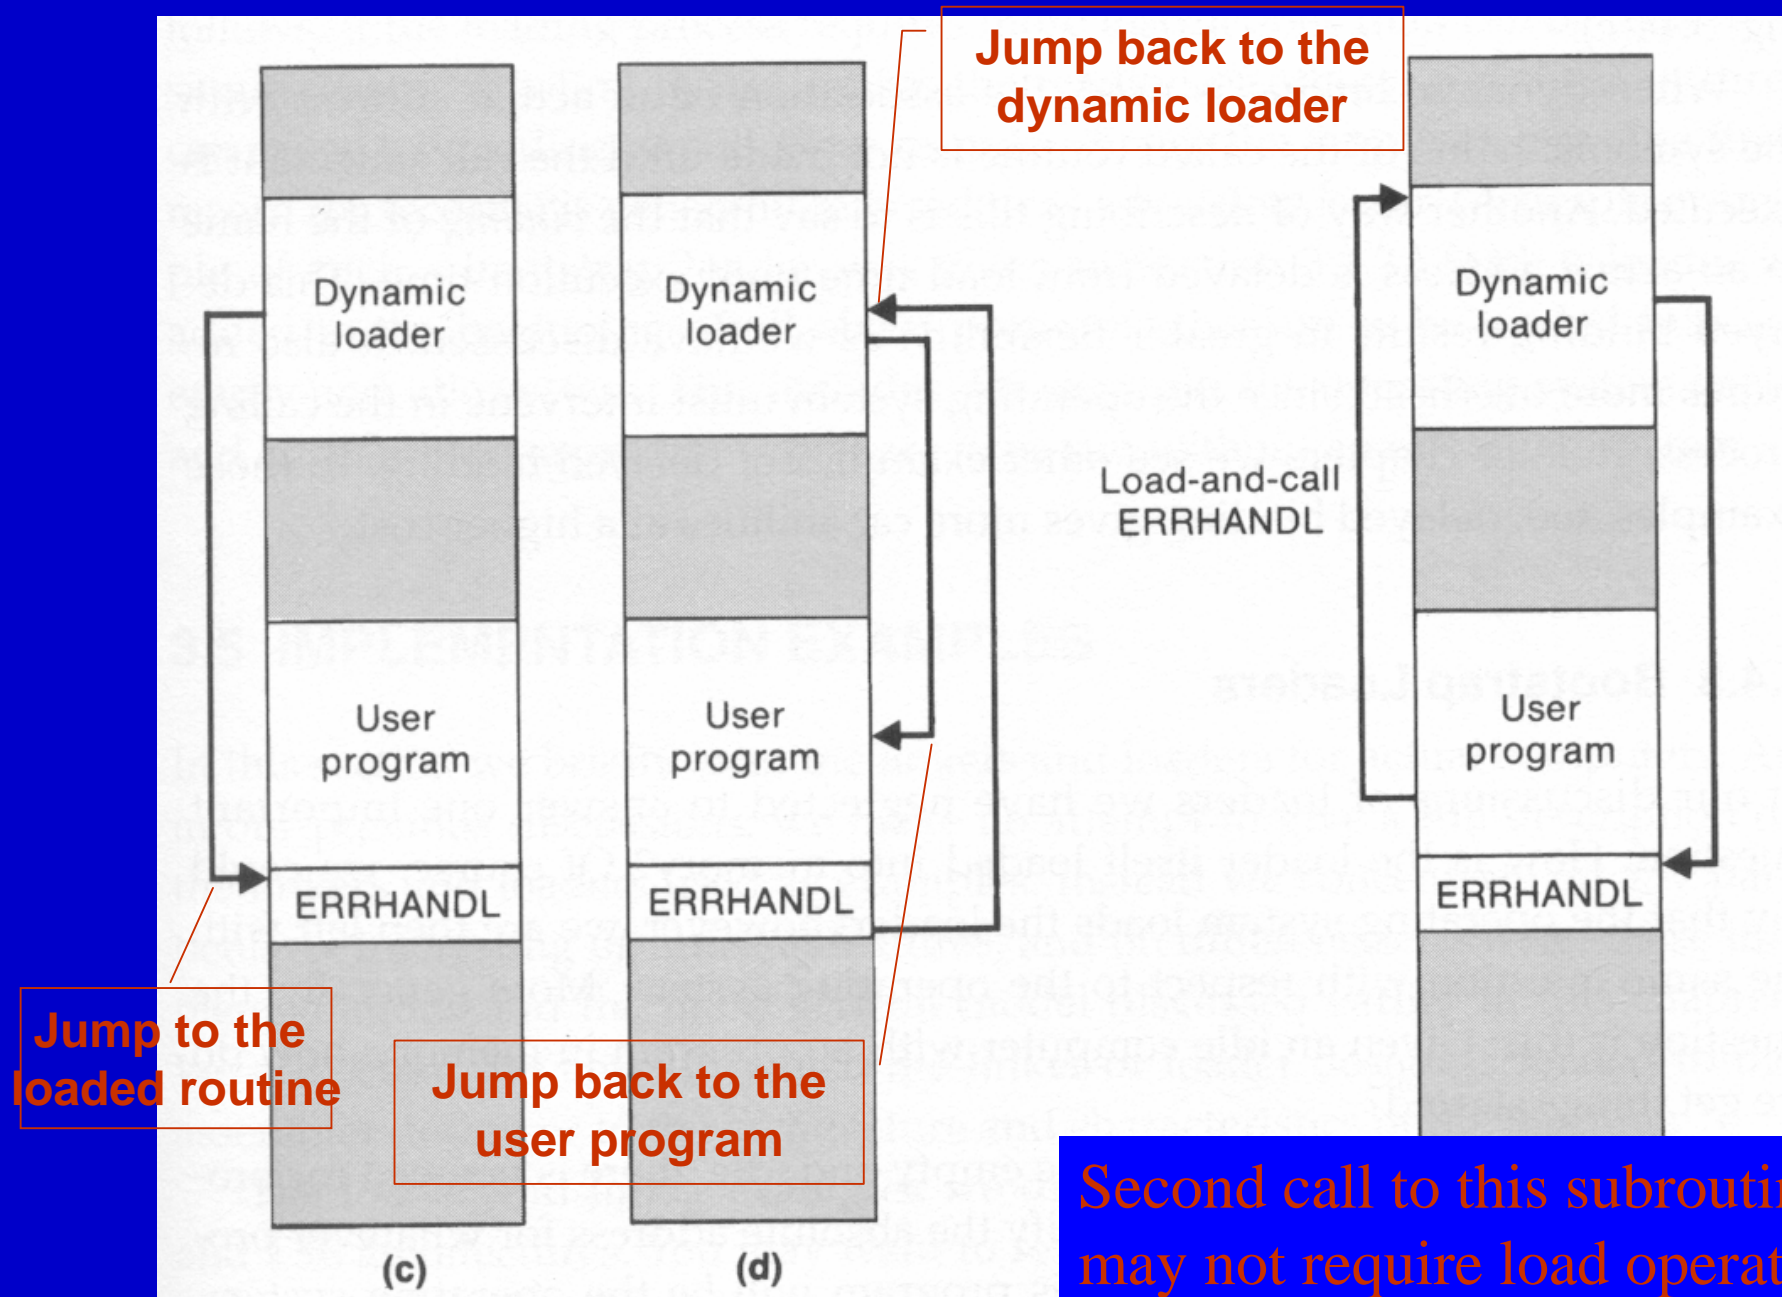 Jump back to the
dynamic loader
Dynamic
loader
Dynamic
loader
Dynamic
loader
Load-and-call
ERRHANDL
User
program
User
program
User
program
ERRHANDL
ERRHANDL
ERRHANDL
Jump to the
loaded routine
Jump back to the
user program
Second call to this
may not require load
(c)
(d)